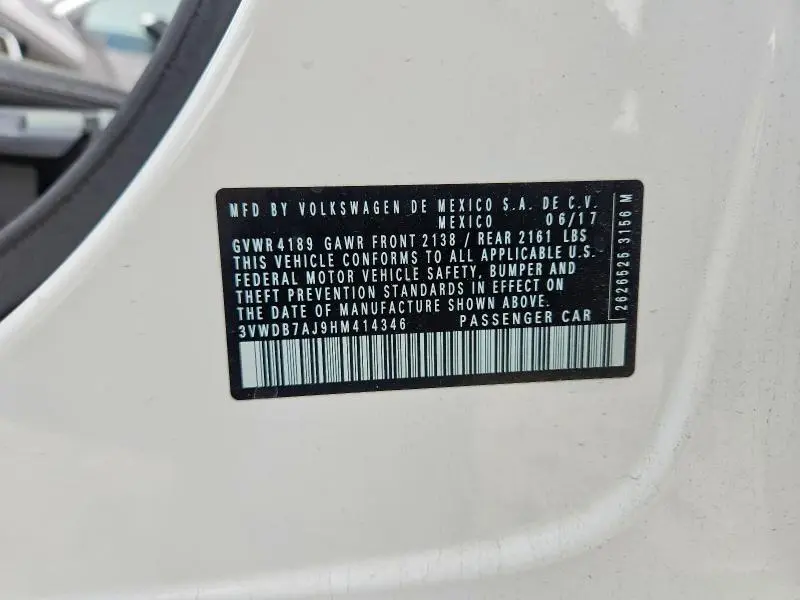 MFD BY VOLKSWAGEN DE MEXICO S.A. DE C.V.
MEXICO 06/17
GVWR 4189 GAWR FRONT 2138 / REAR 2161 LBS
THIS VEHICLE CONFORMS TO ALL APPLICABLE U.S.
FEDERAL MOTOR VEHICLE SAFETY, BUMPER AND
THEFT PREVENTION STANDARDS IN EFFECT ON
THE DATE OF MANUFACTURE SHOWN ABOVE.
3VWDB7AJ9HM414346 PASSENGER CAR
2626525 3156 M